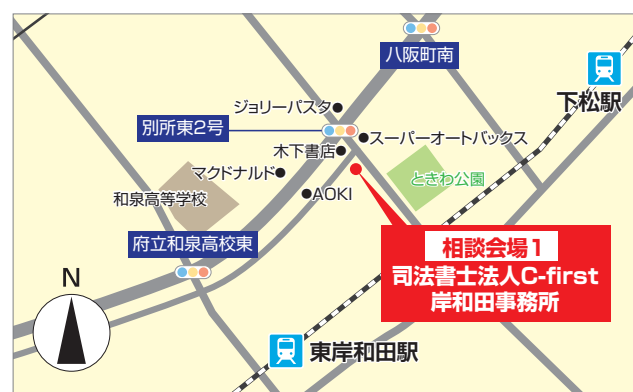 八阪町南
下松駅
ジョリーパスタ
別所東2号
スーパーオートバックス
木下書店
マクドナルド
ときわ公園
和泉高等学校
AOKI
府立和泉高校東
相談会場1
司法書士法人C-first
岸和田事務所
N
東岸和田駅